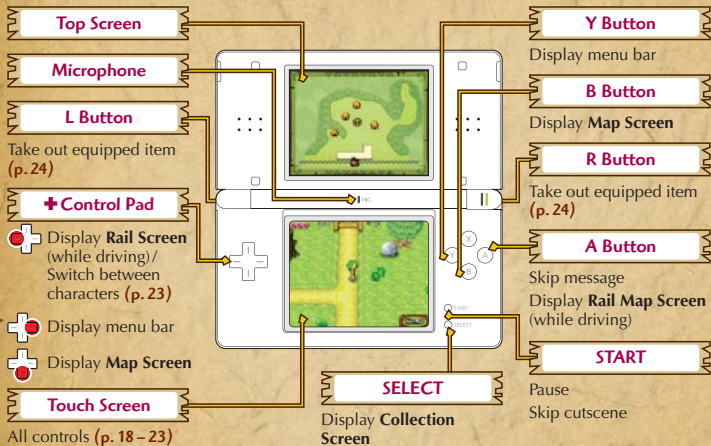 Top Screen
Microphone
L Button
Take out equipped item
(p. 24)
+Control Pad
Display Rail Screen
(while driving)/
Switch between
characters (p. 23)
Display menu bar
Display Map Screen
Touch Screen
All controls (p. 18 – 23)
MIC
X
Y
A
B
START
SELECT
SELECT
Display Collection
Screen
Y Button
Display menu bar
B Button
Display Map Screen
R Button
Take out equipped item
(p. 24)
A Button
Skip message
Display Rail Map Screen
(while driving)
START
Pause
Skip cutscene